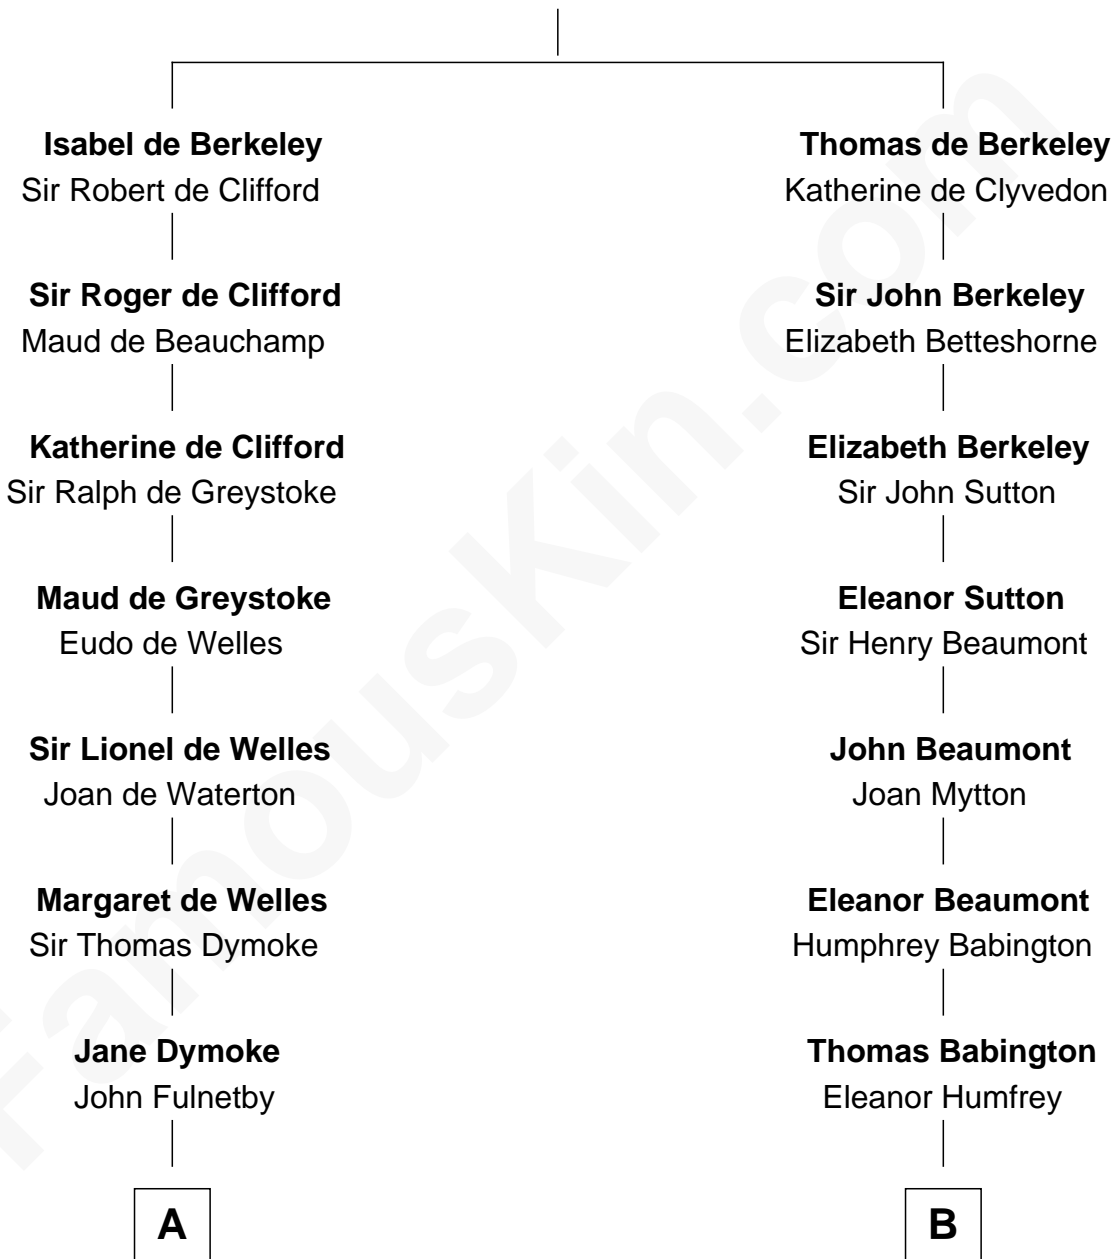 Isabel de Berkeley
Sir Robert de Clifford
Sir Roger de Clifford
Maud de Beauchamp
Katherine de Clifford
Sir Ralph de Greystoke
Maud de Greystoke
Eudo de Welles
Sir Lionel de Welles
Joan de Waterton
Margaret de Welles
Sir Thomas Dymoke
Jane Dymoke
John Fulnetby
A
Thomas de Berkeley
Katherine de Clyvedon
Sir John Berkeley
Elizabeth Betteshorne
Elizabeth Berkeley
Sir John Sutton
Eleanor Sutton
Sir Henry Beaumont
John Beaumont
Joan Mytton
Eleanor Beaumont
Humphrey Babington
Thomas Babington
Eleanor Humfrey
B
FamousKin.com